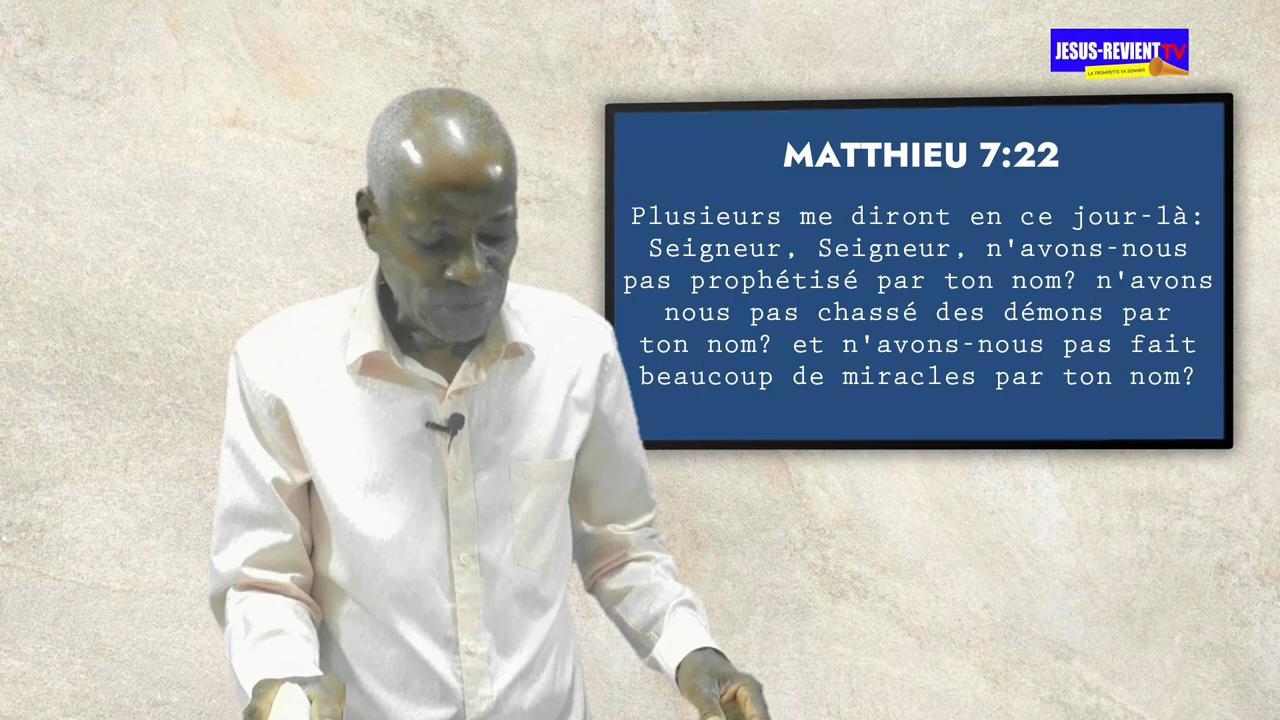 JESUS-REVIENT TV
LA TROMPETTE VA SONNER
MATTHIEU 7:22
Plusieurs me diront en ce jour-là:
Seigneur, Seigneur, n'avons-nous
pas prophétisé par ton nom? n'avons
nous pas chassé des démons par
ton nom? et n'avons-nous pas fait
beaucoup de miracles par ton nom?